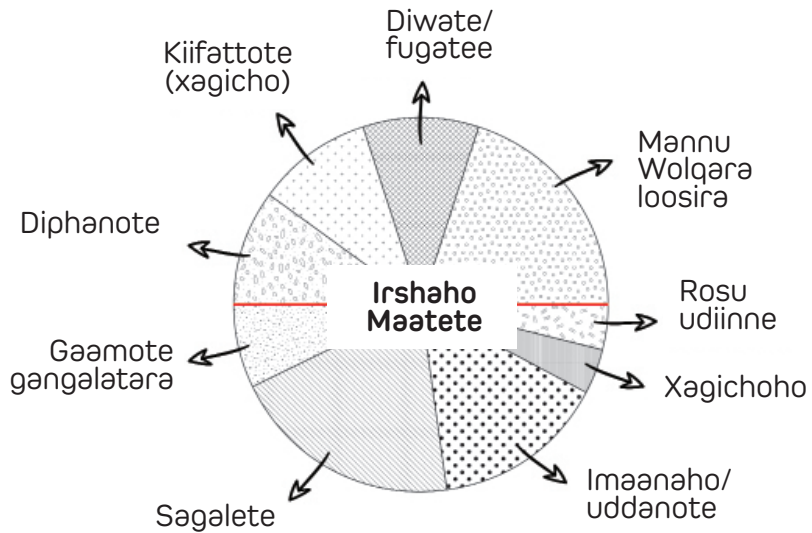 Diwate/
fugatee
Kiifattote
(xagicho)
Mannu
Wolqara
loosira
Diphanote
Irshaho
Maatete
Rosu
udiinne
Gaamote
gangalatara
Xagichoho
Imaanaho/
uddanote
Sagalete